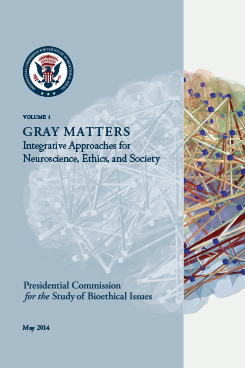 VOLUME 1
GRAY MATTERS
Integrative Approaches for
Neuroscience, Ethics, and Society
Presidential Commission
for the Study of Bioethical Issues
May 2014